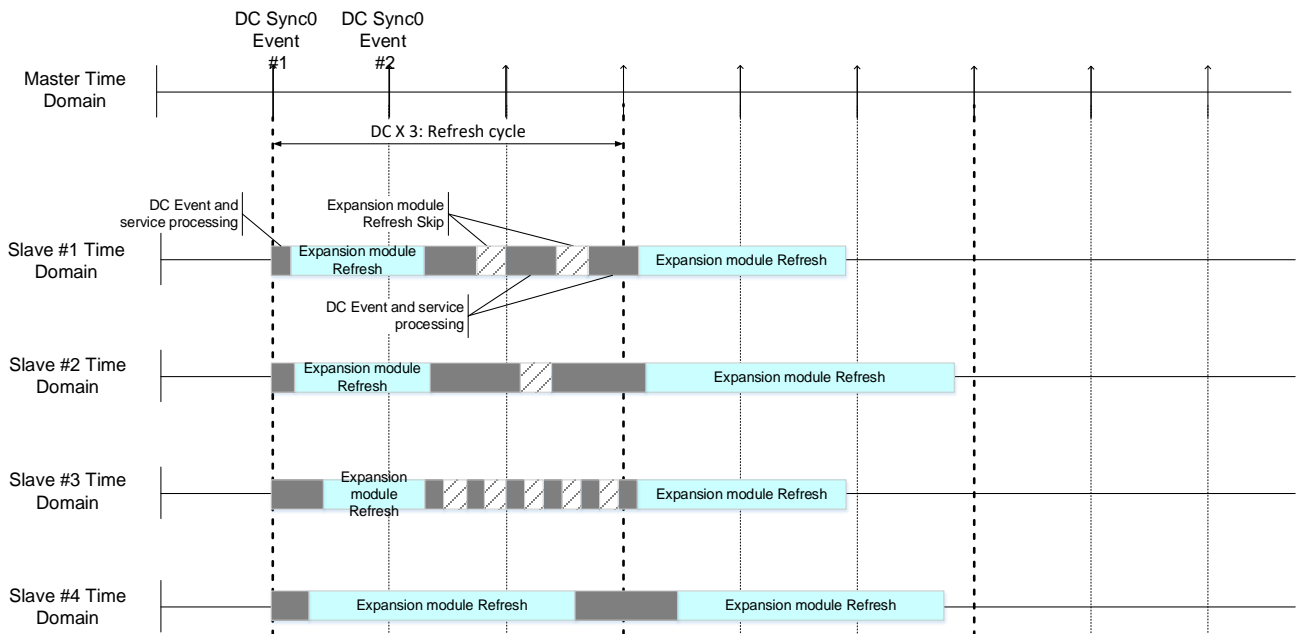 DC Sync0
Event
#1
DC Sync0
Event
#2
Master Time
Domain
DC X 3: Refresh cycle
DC Event and
service processing
Expansion module
Refresh Skip
Slave #1 Time
Domain
Expansion module
Refresh
Expansion module Refresh
DC Event and service
processing
Slave #2 Time
Domain
Expansion module
Refresh
Expansion module Refresh
Slave #3 Time
Domain
Expansion
module
Refresh
Expansion module Refresh
Slave #4 Time
Domain
Expansion module Refresh
Expansion module Refresh